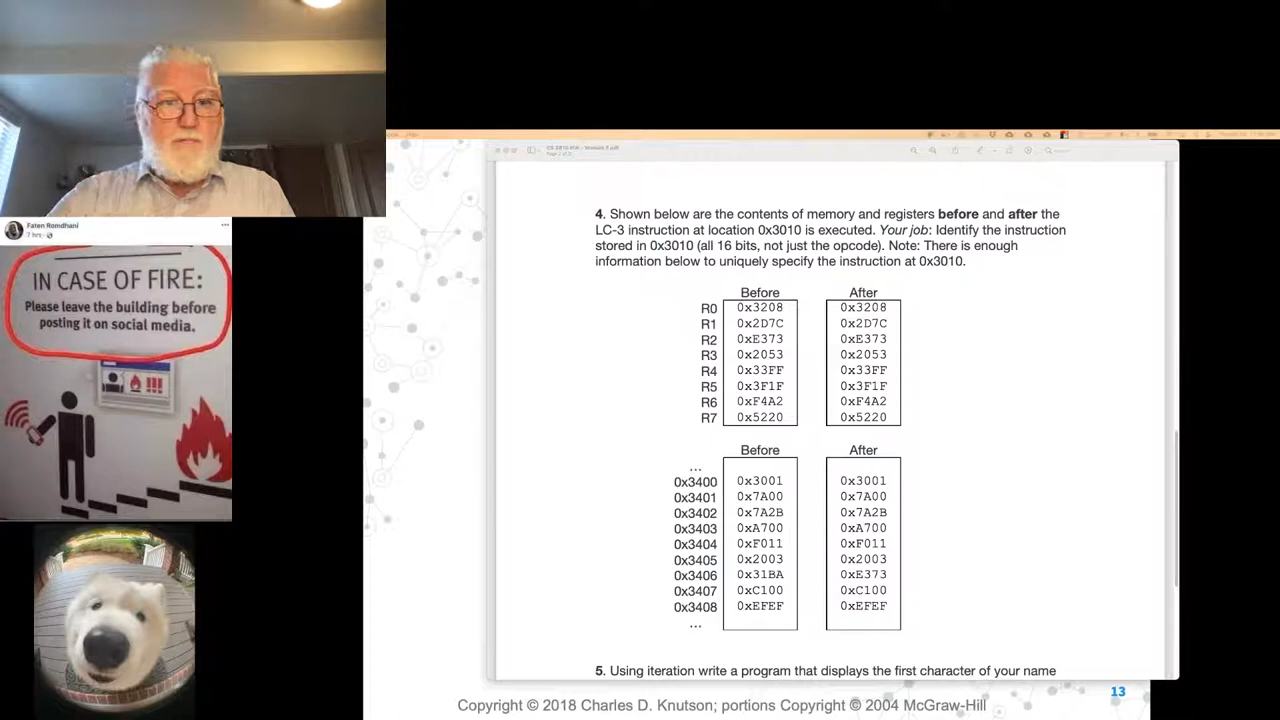 Faten Romdhani
7 hrs
IN CASE OF FIRE:
Please leave the building before
posting it on social media.
4. Shown below are the contents of memory and registers before and after the
LC-3 instruction at location 0x3010 is executed. Your job: Identify the instruction
stored in 0x3010 (all 16 bits, not just the opcode). Note: There is enough
information below to uniquely specify the instruction at 0x3010.
Before After
R0 0x3208 0x3208
R1 0x2D7C 0x2D7C
R2 0xE373 0xE373
R3 0x2053 0x2053
R4 0x33FF 0x33FF
R5 0x3F1F 0x3F1F
R6 0xF4A2 0xF4A2
R7 0x5220 0x5220
Before After
...
0x3400 0x3001 0x3001
0x3401 0x7A00 0x7A00
0x3402 0x7A2B 0x7A2B
0x3403 0xA700 0xA700
0x3404 0xF011 0xF011
0x3405 0x2003 0x2003
0x3406 0x31BA 0xE373
0x3407 0xC100 0xC100
0x3408 0xEFEF 0xEFEF
...
5. Using iteration write a program that displays the first character of your name
13
Copyright © 2018 Charles D. Knutson; portions Copyright © 2004 McGraw-Hill